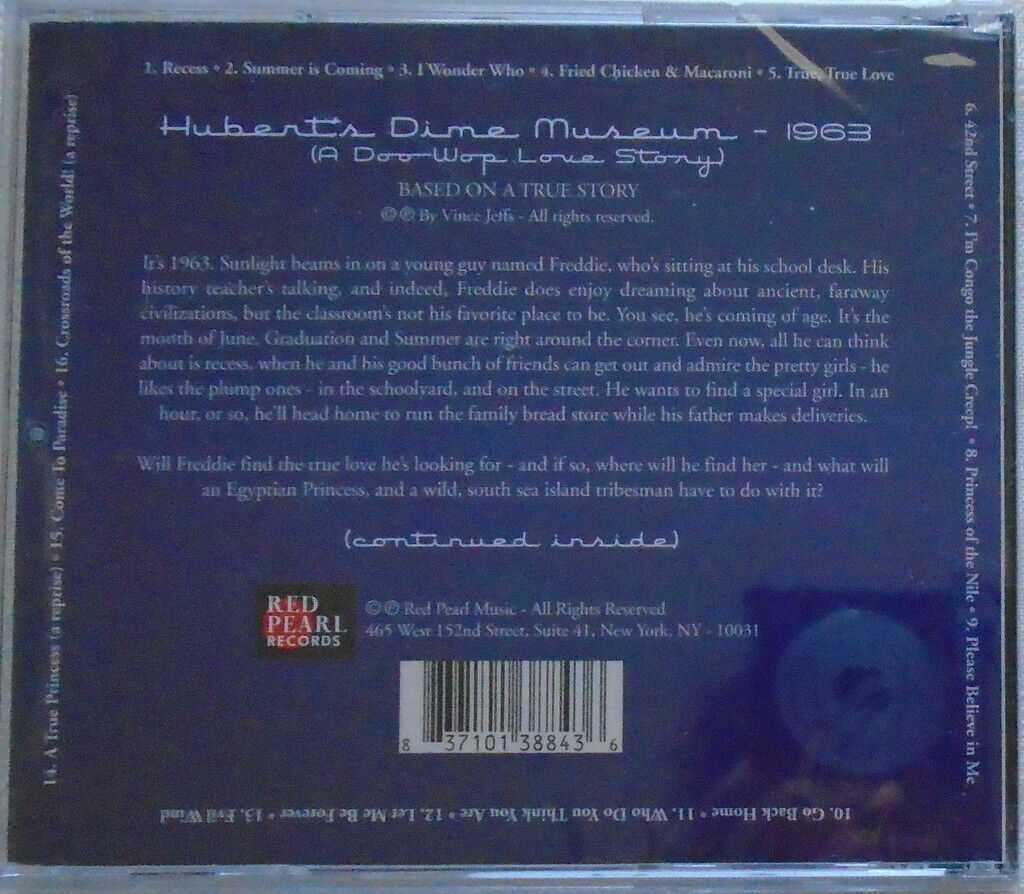 1. Recess • 2. Summer is Coming • 3. I Wonder Who • 4. Fried Chicken & Macaroni • 5. True, True Love
6. 42nd Street • 7. I'm Congo the Jungle Creep! • 8. Princess of the Nile • 9. Please Believe in Me
10. Go Back Home • 11. Who Do You Think You Are • 12. Let Me Be Forever • 13. Evil Wind
14. A True Princess (a reprise) • 15. Come To Paradise • 16. Crossroads of the World! (a reprise)
Hubert's Dime Museum - 1963
(A Doo-Wop Love Story)
BASED ON A TRUE STORY
© ℗ By Vince Jeffs - All rights reserved.
It's 1963. Sunlight beams in on a young guy named Freddie, who's sitting at his school desk. His
history teacher's talking, and indeed, Freddie does enjoy dreaming about ancient, faraway
civilizations, but the classroom's not his favorite place to be. You see, he's coming of age. It's the
month of June. Graduation and Summer are right around the corner. Even now, all he can think
about is recess, when he and his good bunch of friends can get out and admire the pretty girls - he
likes the plump ones - in the schoolyard, and on the street. He wants to find a special girl. In an
hour, or so, he'll head home to run the family bread store while his father makes deliveries.
Will Freddie find the true love he's looking for - and if so, where will he find her - and what will
an Egyptian Princess, and a wild, south sea island tribesman have to do with it?
(continued inside)
RED
PEARL
RECORDS
© ℗ Red Pearl Music - All Rights Reserved
465 West 152nd Street, Suite 41, New York, NY - 10031
8 37101 38843 6